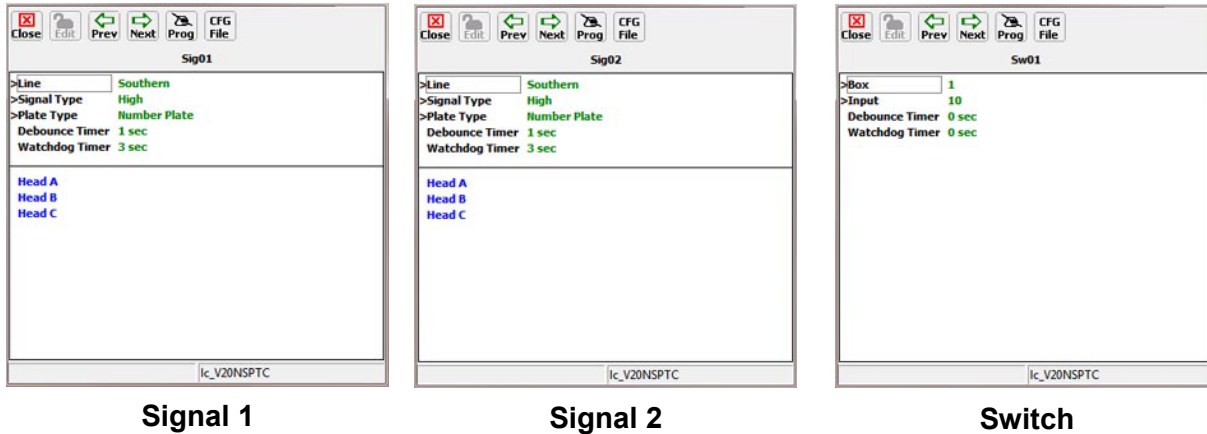 Close Edit Prev Next Prog CFG File
Sig01
>Line Southern
>Signal Type High
>Plate Type Number Plate
Debounce Timer 1 sec
Watchdog Timer 3 sec
Head A
Head B
Head C
lc_V20NSPTC
Signal 1
Close Edit Prev Next Prog CFG File
Sig02
>Line Southern
>Signal Type High
>Plate Type Number Plate
Debounce Timer 1 sec
Watchdog Timer 3 sec
Head A
Head B
Head C
lc_V20NSPTC
Signal 2
Close Edit Prev Next Prog CFG File
Sw01
>Box 1
>Input 10
Debounce Timer 0 sec
Watchdog Timer 0 sec
lc_V20NSPTC
Switch